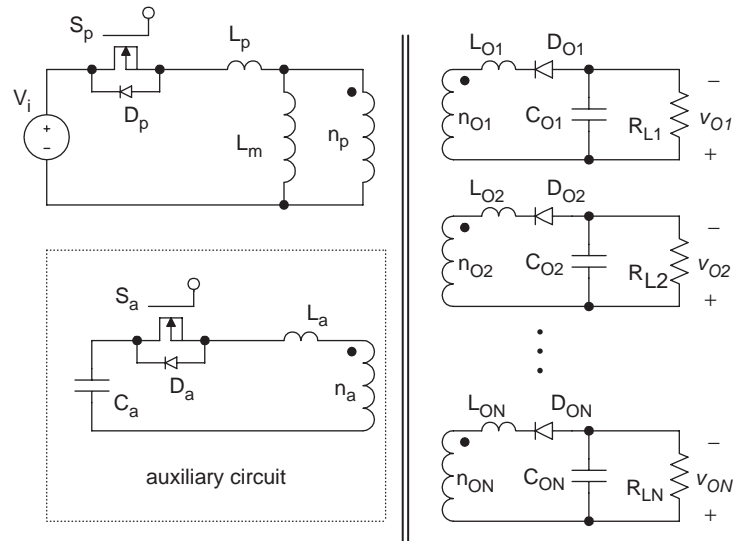 S_p
L_p
V_i
+
−
D_p
L_m
n_p
S_a
L_a
C_a
D_a
n_a
auxiliary circuit
L_O1 D_O1
n_O1 C_O1 R_L1 − v_O1 +
L_O2 D_O2
n_O2 C_O2 R_L2 − v_O2 +
L_ON D_ON
n_ON C_ON R_LN − v_ON +